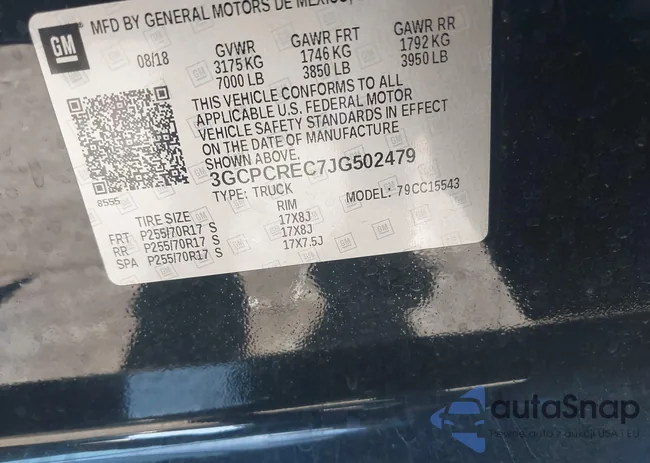 MFD BY GENERAL MOTORS DE MEXICO,
GM
08/18
GVWR
3175 KG
7000 LB
GAWR FRT
1746 KG
3850 LB
GAWR RR
1792 KG
3950 LB
THIS VEHICLE CONFORMS TO ALL
APPLICABLE U.S. FEDERAL MOTOR
VEHICLE SAFETY STANDARDS IN EFFECT
ON THE DATE OF MANUFACTURE
SHOWN ABOVE.
3GCPCREC7JG502479
TYPE: TRUCK
MODEL: 79CC15543
8555
TIRE SIZE
RIM
FRT P255/70R17 S 17X8J
RR P255/70R17 S 17X8J
SPA P255/70R17 S 17X7.5J
autaSnap